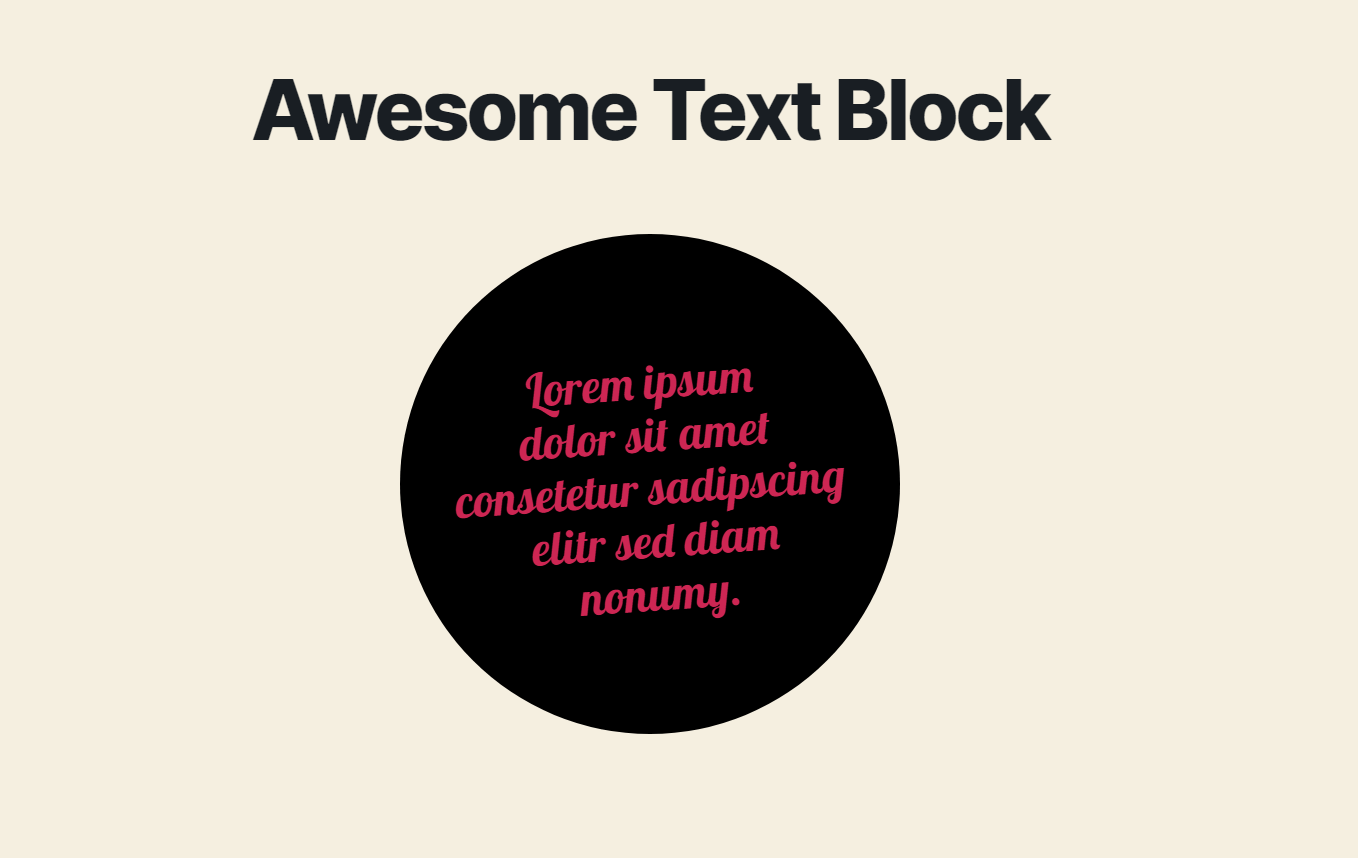 Awesome Text Block
Lorem ipsum
dolor sit amet
consetetur sadipscing
elitr sed diam
nonumy.